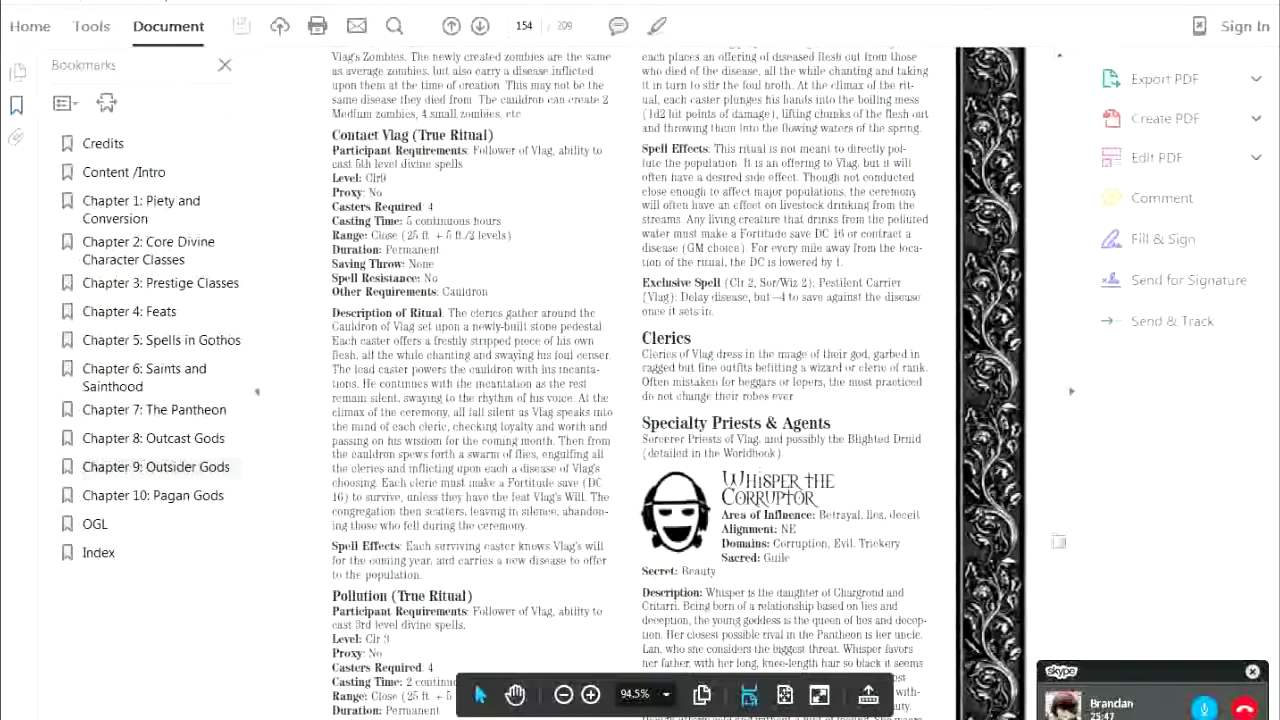 Home
Tools
Document
154 / 209
Sign In
Bookmarks
Credits
Content /Intro
Chapter 1: Piety and
Conversion
Chapter 2: Core Divine
Character Classes
Chapter 3: Prestige Classes
Chapter 4: Feats
Chapter 5: Spells in Gothos
Chapter 6: Saints and
Sainthood
Chapter 7: The Pantheon
Chapter 8: Outcast Gods
Chapter 9: Outsider Gods
Chapter 10: Pagan Gods
OGL
Index
Vlag's Zombies. The newly created zombies are the same
as average zombies, but also carry a disease inflicted
upon them at the time of creation. This may not be the
same disease they died from. The cauldron can create 2
Medium zombies, 4 small zombies, etc
Contact Vlag (True Ritual)
Participant Requirements: Follower of Vlag, ability to
cast 5th level divine spells
Level: Clr9
Proxy: No
Casters Required: 4
Casting Time: 5 continuous hours
Range: Close (25 ft. + 5 ft./2 levels)
Duration: Permanent
Saving Throw: None
Spell Resistance: No
Other Requirements: Cauldron
Description of Ritual: The clerics gather around the
Cauldron of Vlag set upon a newly-built stone pedestal
Each caster offers a freshly stripped piece of his own
flesh, all the while chanting and swaying his foul censer.
The lead caster powers the cauldron with his incanta-
tions. He continues with the incantation as the rest
remain silent, swaying to the rhythm of his voice. At the
climax of the ceremony, all fall silent as Vlag speaks into
the mind of each cleric, checking loyalty and worth and
passing on his wisdom for the coming month. Then from
the cauldron spews forth a swarm of flies, engulfing all
the clerics and inflicting upon each a disease of Vlag's
choosing. Each cleric must make a Fortitude save (DC
16) to survive, unless they have the feat Vlag's Will. The
congregation then scatters, leaving in silence, abandon-
ing those who fell during the ceremony.
Spell Effects: Each surviving caster knows Vlag's will
for the coming year, and carries a new disease to offer
to the population.
Pollution (True Ritual)
Participant Requirements: Follower of Vlag, ability to
cast 3rd level divine spells.
Level: Clr 3
Proxy: No
Casters Required: 4
Casting Time: 2 continuo
Range: Close (25 ft. + 5
Duration: Permanent
each places an offering of diseased flesh cut from those
who died of the disease, all the while chanting and taking
it in turn to stir the foul broth. At the climax of the rit-
ual, each caster plunges his hands into the boiling mess
(1d2 hit points of damage), lifting chunks of the flesh out
and throwing them into the flowing waters of the spring.
Spell Effects: This ritual is not meant to directly pol-
lute the population. It is an offering to Vlag, but it will
often have a desired side effect. Though not conducted
close enough to affect major populations, the ceremony
will often have an effect on livestock drinking from the
streams. Any living creature that drinks from the polluted
water must make a Fortitude save DC 16 or contract a
disease (GM choice). For every mile away from the loca-
tion of the ritual, the DC is lowered by 1.
Exclusive Spell (Clr 2, Sor/Wiz 2); Pestilent Carrier
(Vlag): Delay disease, but –4 to save against the disease
once it sets in.
Clerics
Clerics of Vlag dress in the image of their god, garbed in
ragged but fine outfits befitting a wizard or cleric of rank.
Often mistaken for beggars or lepers, the most practiced
do not change their robes ever
Specialty Priests & Agents
Sorcerer Priests of Vlag, and possibly the Blighted Druid
(detailed in the Worldbook).
Whisper the
Corruptor
Area of Influence: Betrayal, lies, deceit
Alignment: NE
Domains: Corruption, Evil, Trickery
Sacred: Guile
Secret: Beauty
Description: Whisper is the daughter of Chargrond and
Critarri. Being born of a relationship based on lies and
deception, the young goddess is the queen of lies and decep-
tion. Her closest possible rival in the Pantheon is her uncle,
Lan, who she considers the biggest threat. Whisper favors
her father, with her long, knee-length hair so black it seems
94.5%
Export PDF
Create PDF
Edit PDF
Comment
Fill & Sign
Send for Signature
Send & Track
skype
Brandan
25:47